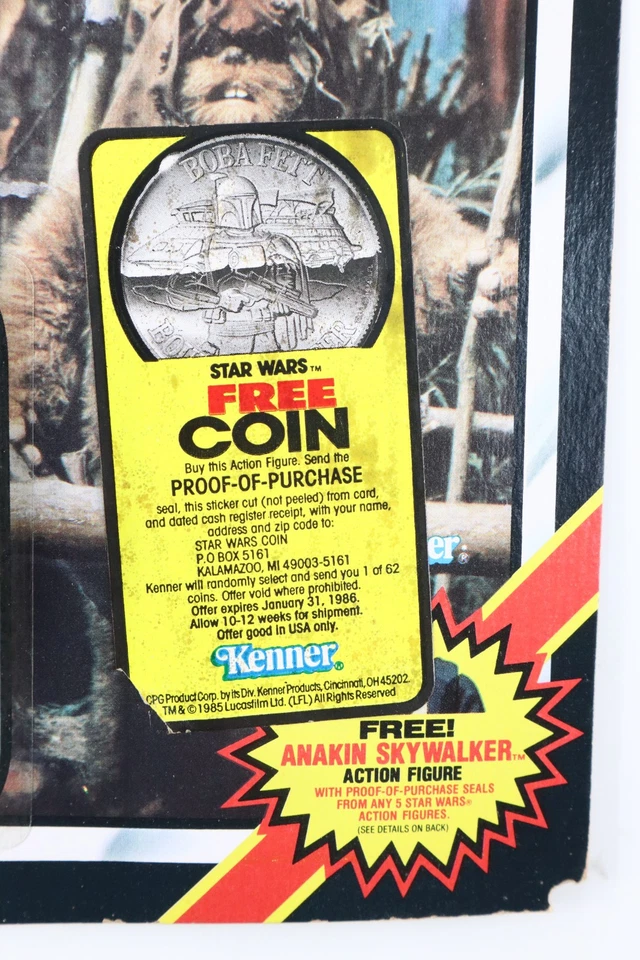 BOBA FETT
STAR WARS™
FREE
COIN
Buy this Action Figure. Send the
PROOF-OF-PURCHASE
seal, this sticker cut (not peeled) from card,
and dated cash register receipt, with your name,
address and zip code to:
STAR WARS COIN
P.O BOX 5161
KALAMAZOO, MI 49003-5161
Kenner will randomly select and send you 1 of 62
coins. Offer void where prohibited.
Offer expires January 31, 1986.
Allow 10-12 weeks for shipment.
Offer good in USA only.
Kenner®
CPG Product Corp. by its Div. Kenner Products, Cincinnati, OH 45202.
TM & © 1985 Lucasfilm Ltd. (LFL) All Rights Reserved
er®
FREE!
ANAKIN SKYWALKER™
ACTION FIGURE
WITH PROOF-OF-PURCHASE SEALS
FROM ANY 5 STAR WARS®
ACTION FIGURES.
(SEE DETAILS ON BACK)